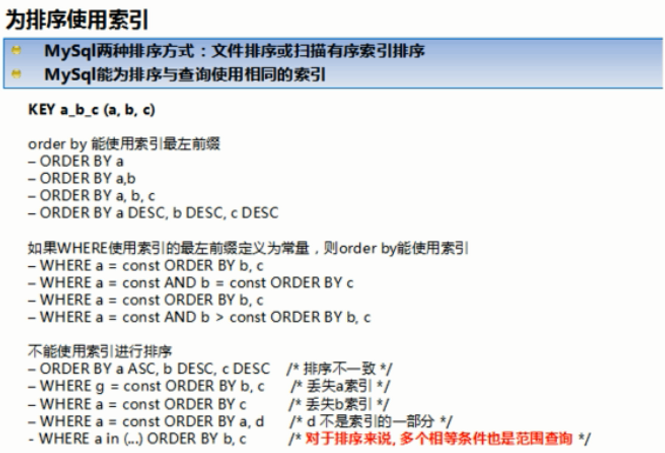 为排序使用索引
MySql两种排序方式：文件排序或扫描有序索引排序
MySql能为排序与查询使用相同的索引
KEY a_b_c (a, b, c)
order by 能使用索引最左前缀
– ORDER BY a
– ORDER BY a,b
– ORDER BY a, b, c
– ORDER BY a DESC, b DESC, c DESC
如果WHERE使用索引的最左前缀定义为常量，则order by能使用索引
– WHERE a = const ORDER BY b, c
– WHERE a = const AND b = const ORDER BY c
– WHERE a = const ORDER BY b, c
– WHERE a = const AND b > const ORDER BY b, c
不能使用索引进行排序
– ORDER BY a ASC, b DESC, c DESC /* 排序不一致 */
– WHERE g = const ORDER BY b, c /* 丢失a索引 */
– WHERE a = const ORDER BY c /* 丢失b索引 */
– WHERE a = const ORDER BY a, d /* d 不是索引的一部分 */
- WHERE a in (...) ORDER BY b, c /* 对于排序来说, 多个相等条件也是范围查询 */